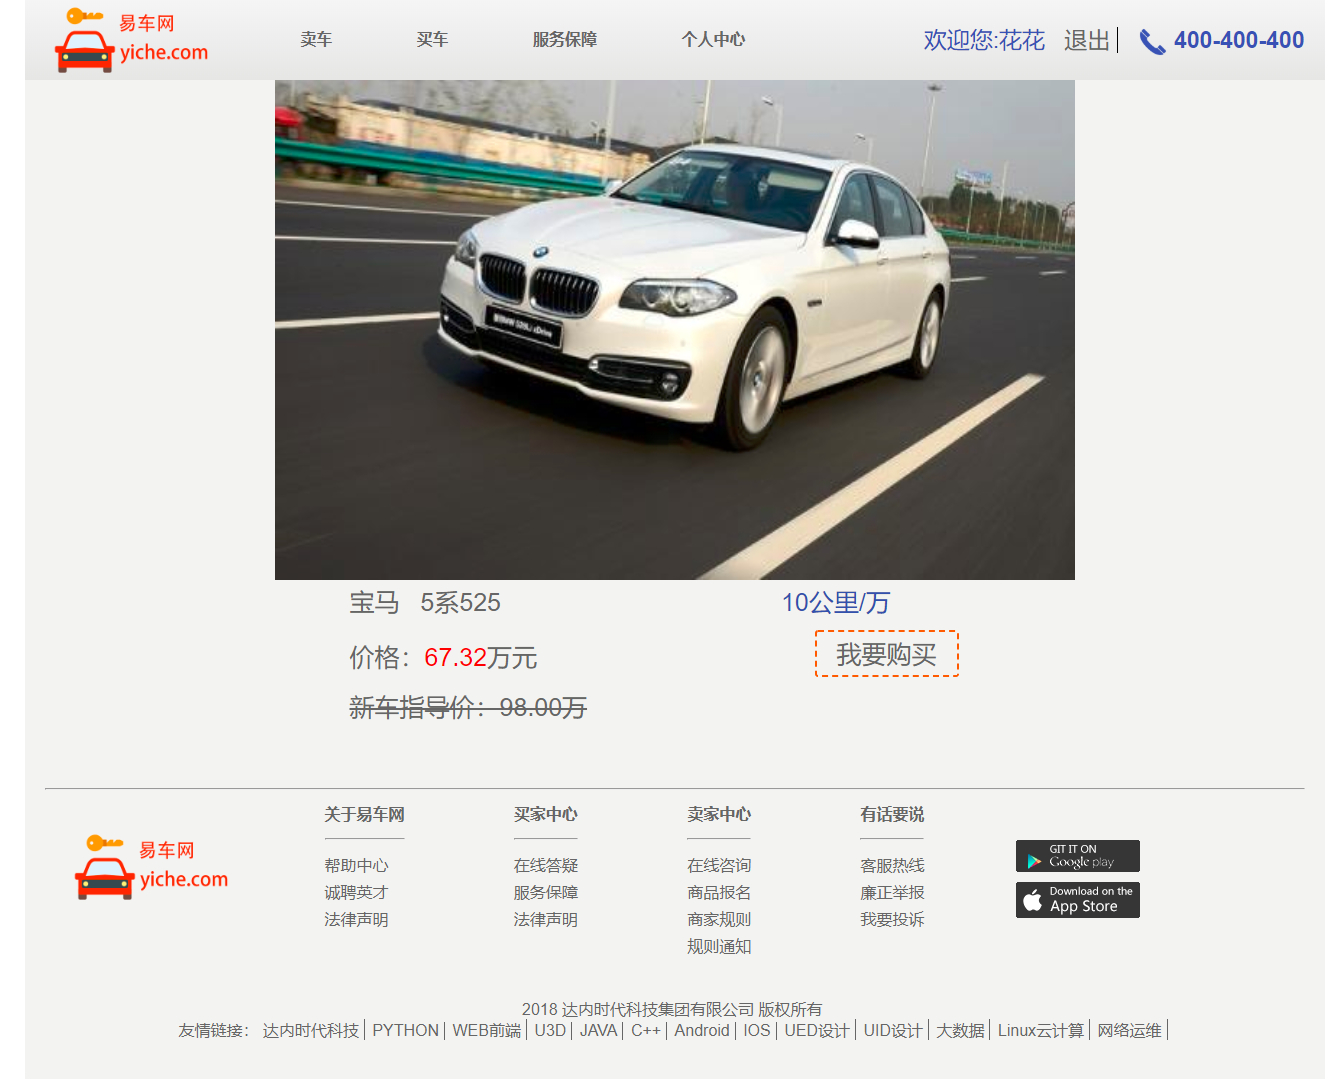 易车网
yiche.com
卖车 买车 服务保障 个人中心 欢迎您:花花 退出 400-400-400
宝马 5系525 10公里/万
价格：67.32万元 我要购买
新车指导价：98.00万
关于易车网 买家中心 卖家中心 有话要说
易车网
yiche.com
帮助中心 在线答疑 在线咨询 客服热线
诚聘英才 服务保障 商品报名 廉正举报
法律声明 法律声明 商家规则 我要投诉
规则通知
GIT IT ON
Google play
Download on the
App Store
2018 达内时代科技集团有限公司 版权所有
友情链接： 达内时代科技| PYTHON| WEB前端| U3D| JAVA| C++| Android| IOS| UED设计| UID设计| 大数据| Linux云计算| 网络运维|